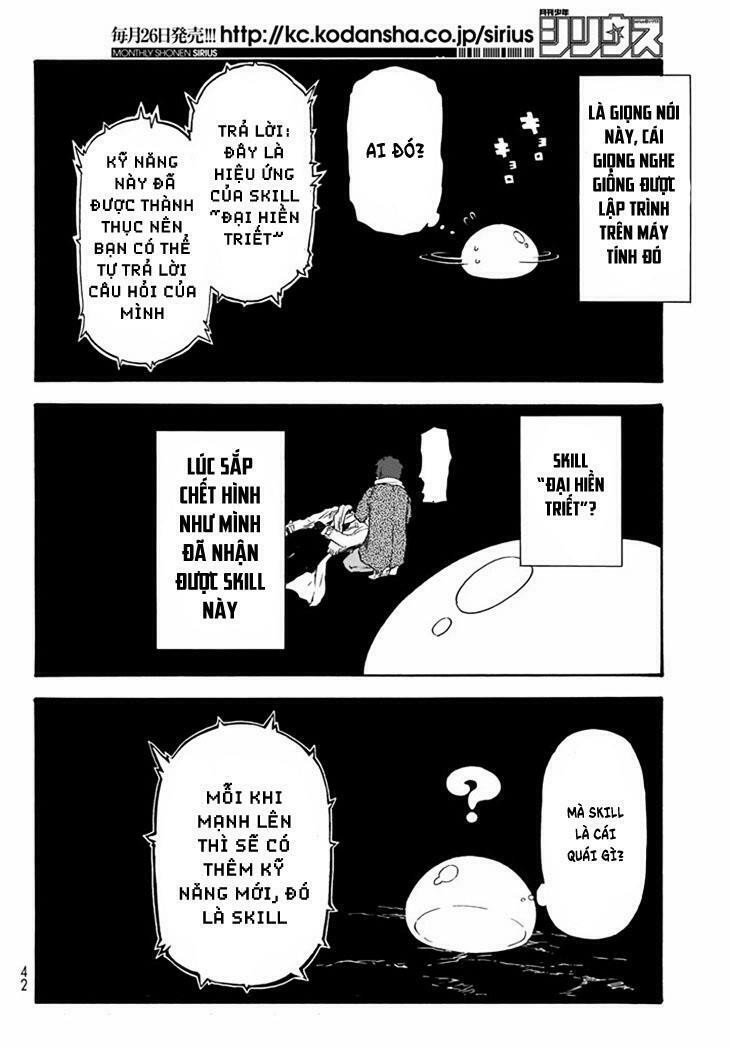 毎月26日発売!!! http://kc.kodansha.co.jp/sirius
MONTHLY SHONEN SIRIUS
月刊少年
シリウス
LÀ GIỌNG NÓI
NÀY, CÁI
GIỌNG NGHE
GIỐNG ĐƯỢC
LẬP TRÌNH
TRÊN MÁY
TÍNH ĐÓ
キョロ
キョロ
AI ĐÓ?
TRẢ LỜI:
ĐÂY LÀ
HIỆU ỨNG
CỦA SKILL
"ĐẠI HIỀN
TRIẾT"
KỸ NĂNG
NÀY ĐÃ
ĐƯỢC THÀNH
THỤC NÊN
BẠN CÓ THỂ
TỰ TRẢ LỜI
CÂU HỎI CỦA
MÌNH
SKILL
“ĐẠI HIỀN
TRIẾT”?
LÚC SẮP
CHẾT HÌNH
NHƯ MÌNH
ĐÃ NHẬN
ĐƯỢC SKILL
NÀY
MÀ SKILL
LÀ CÁI
QUÁI GÌ?
?
MỖI KHI
MẠNH LÊN
THÌ SẼ CÓ
THÊM KỸ
NĂNG MỚI, ĐÓ
LÀ SKILL
42